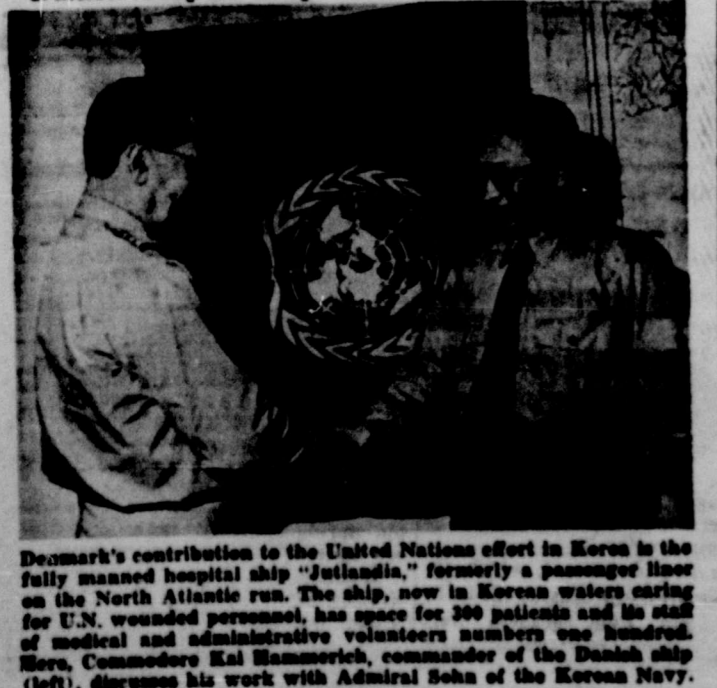 Denmark's contribution to the United Nations effort in Korea is the
fully manned hospital ship "Jutlandia," formerly a passenger liner
on the North Atlantic run. The ship, now in Korean waters caring
for U.N. wounded personnel, has space for 300 patients and its staff
of medical and administrative volunteers numbers one hundred.
Here, Commodore Kai Hammerich, commander of the Danish ship
(left), discusses his work with Admiral Sohn of the Korean Navy.